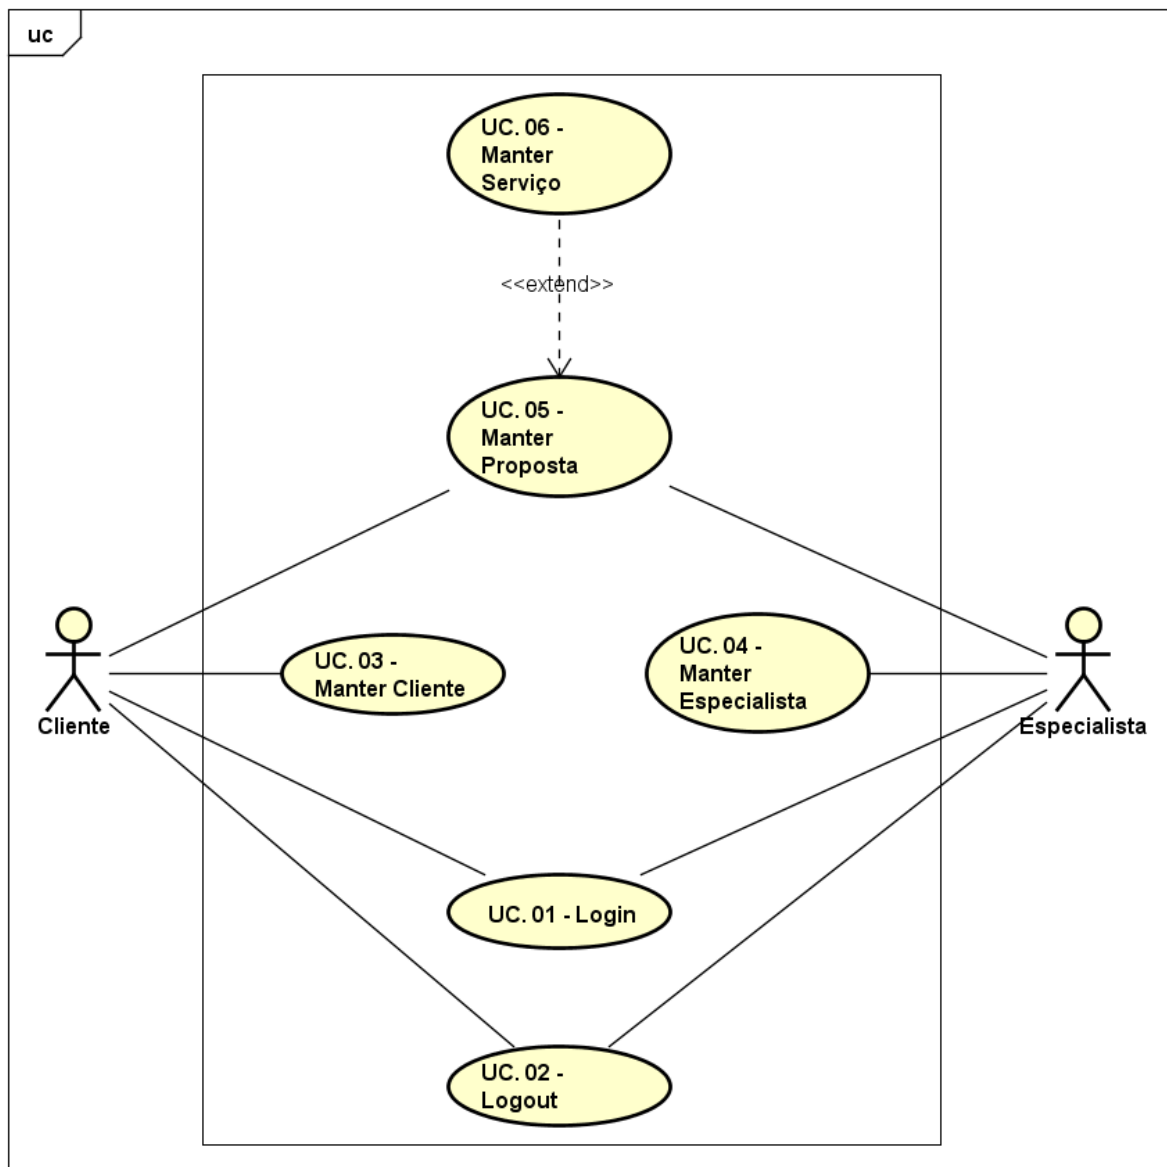 uc
UC. 06 -
Manter
Serviço
<<extend>>
UC. 05 -
Manter
Proposta
UC. 03 -
Manter Cliente
UC. 04 -
Manter
Especialista
Cliente
Especialista
UC. 01 - Login
UC. 02 -
Logout